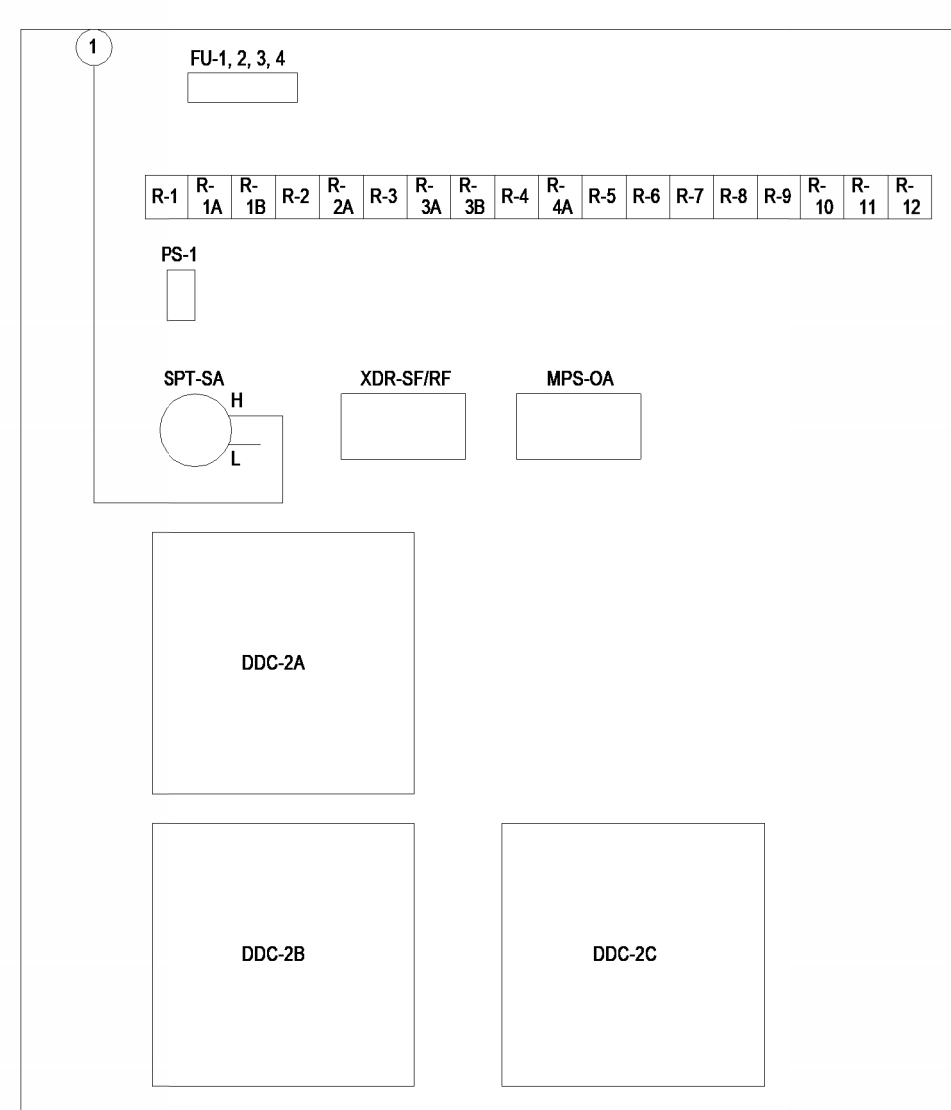 1
FU-1, 2, 3, 4
R-1 R-1A R-1B R-2 R-2A R-3 R-3A R-3B R-4 R-4A R-5 R-6 R-7 R-8 R-9 R-10 R-11 R-12
PS-1
SPT-SA XDR-SF/RF MPS-OA
H
L
DDC-2A
DDC-2B DDC-2C